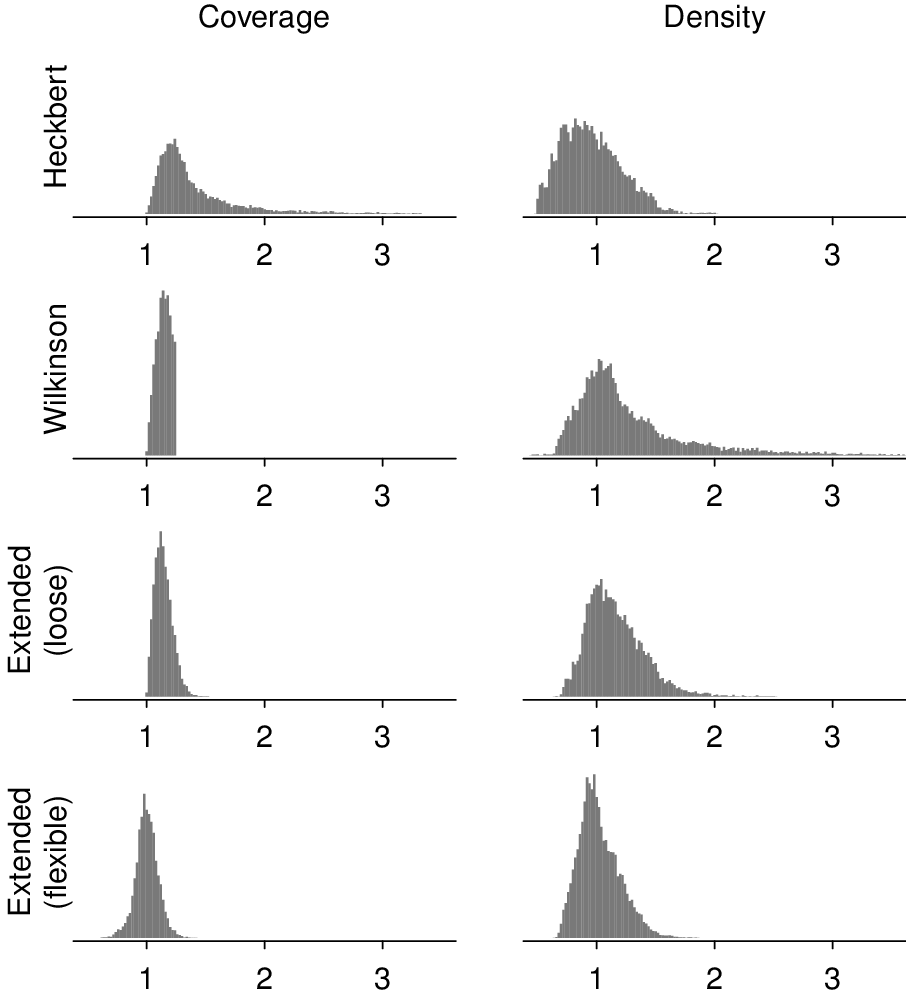 Coverage Density
Heckbert
1 2 3 1 2 3
Wilkinson
1 2 3 1 2 3
Extended
(loose)
1 2 3 1 2 3
Extended
(flexible)
1 2 3 1 2 3